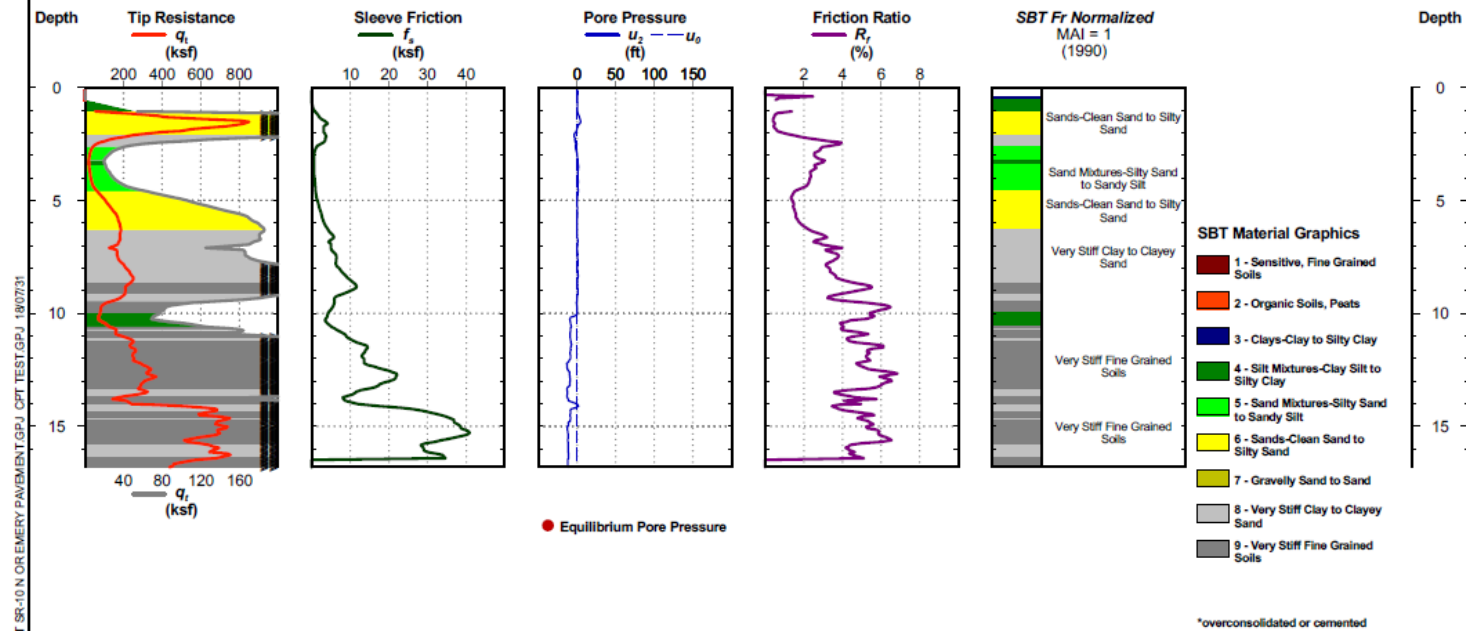 Depth
Tip Resistance
qt
(ksf)
200 400 600 800
Sleeve Friction
fs
(ksf)
10 20 30 40
Pore Pressure
u2 u0
(ft)
0 50 100 150
Friction Ratio
Rf
(%)
2 4 6 8
SBT Fr Normalized
MAI = 1
(1990)
Depth
0
5
10
15
40 80 120 160
qt
(ksf)
Equilibrium Pore Pressure
Sands-Clean Sand to Silty
Sand
Sand Mixtures-Silty Sand
to Sandy Silt
Sands-Clean Sand to Silty
Sand
Very Stiff Clay to Clayey
Sand
Very Stiff Fine Grained
Soils
Very Stiff Fine Grained
Soils
SBT Material Graphics
1 - Sensitive, Fine Grained
Soils
2 - Organic Soils, Peats
3 - Clays-Clay to Silty Clay
4 - Silt Mixtures-Clay Silt to
Silty Clay
5 - Sand Mixtures-Silty Sand
to Sandy Silt
6 - Sands-Clean Sand to
Silty Sand
7 - Gravelly Sand to Sand
8 - Very Stiff Clay to Clayey
Sand
9 - Very Stiff Fine Grained
Soils
*overconsolidated or cemented
0
5
10
15
T SR-10 N OR EMERY PAVEMENT.GPJ CPT TEST.GPJ 18/07/31